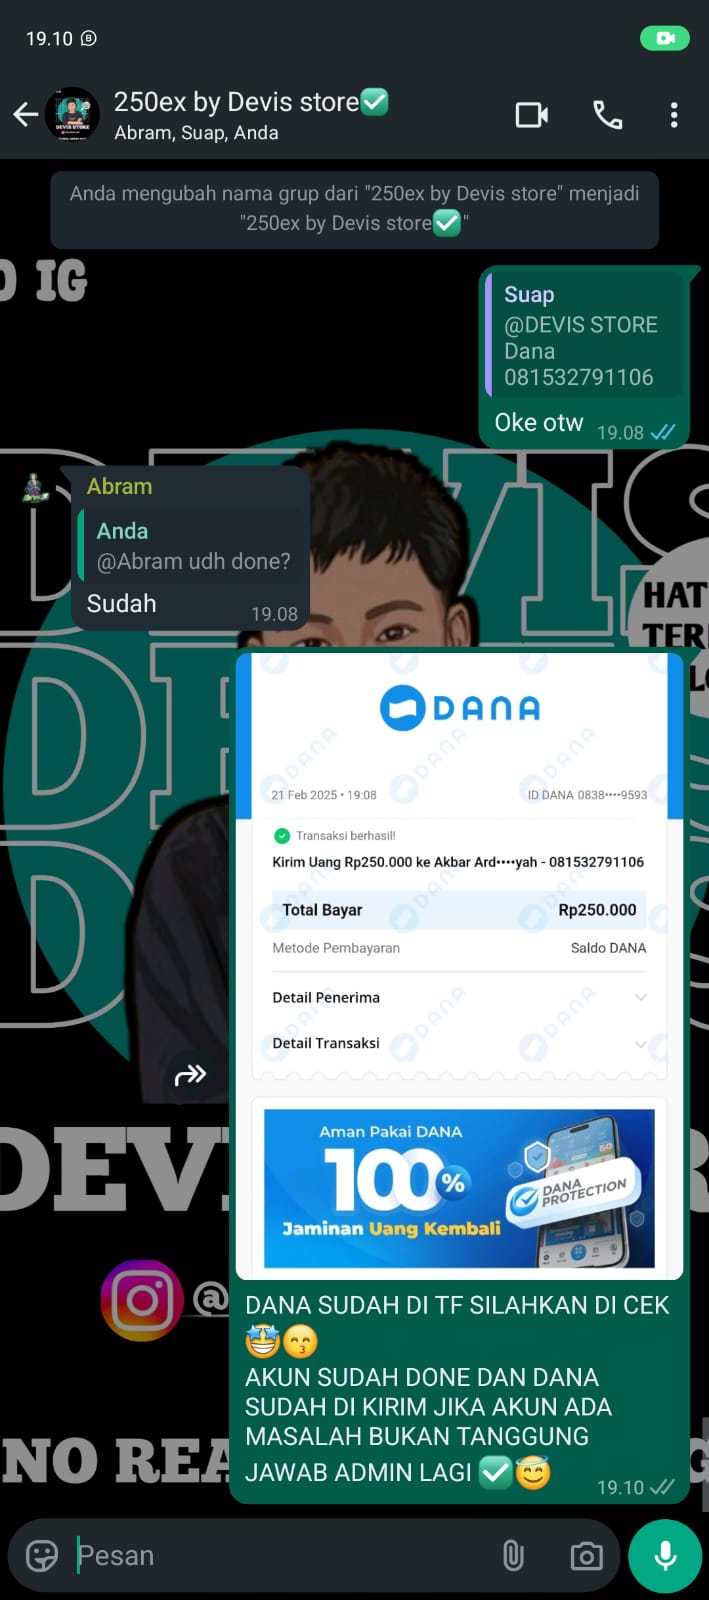 19.10
250ex by Devis store✅
Abram, Suap, Anda
Anda mengubah nama grup dari "250ex by Devis store" menjadi
"250ex by Devis store✅"
D IG
Suap
@DEVIS STORE
Dana
081532791106
Oke otw 19.08
Abram
Anda
@Abram udh done?
Sudah 19.08
HAT
TER
DANA
21 Feb 2025 • 19:08 ID DANA 0838••••9593
Transaksi berhasil!
Kirim Uang Rp250.000 ke Akbar Ard••••yah - 081532791106
Total Bayar Rp250.000
Metode Pembayaran Saldo DANA
Detail Penerima
Detail Transaksi
Aman Pakai DANA
100%
Jaminan Uang Kembali
DANA
PROTECTION
DEVI
@
DANA SUDAH DI TF SILAHKAN DI CEK
🤩😙
AKUN SUDAH DONE DAN DANA
SUDAH DI KIRIM JIKA AKUN ADA
MASALAH BUKAN TANGGUNG
JAWAB ADMIN LAGI ✅😇 19.10
NO REA
Pesan